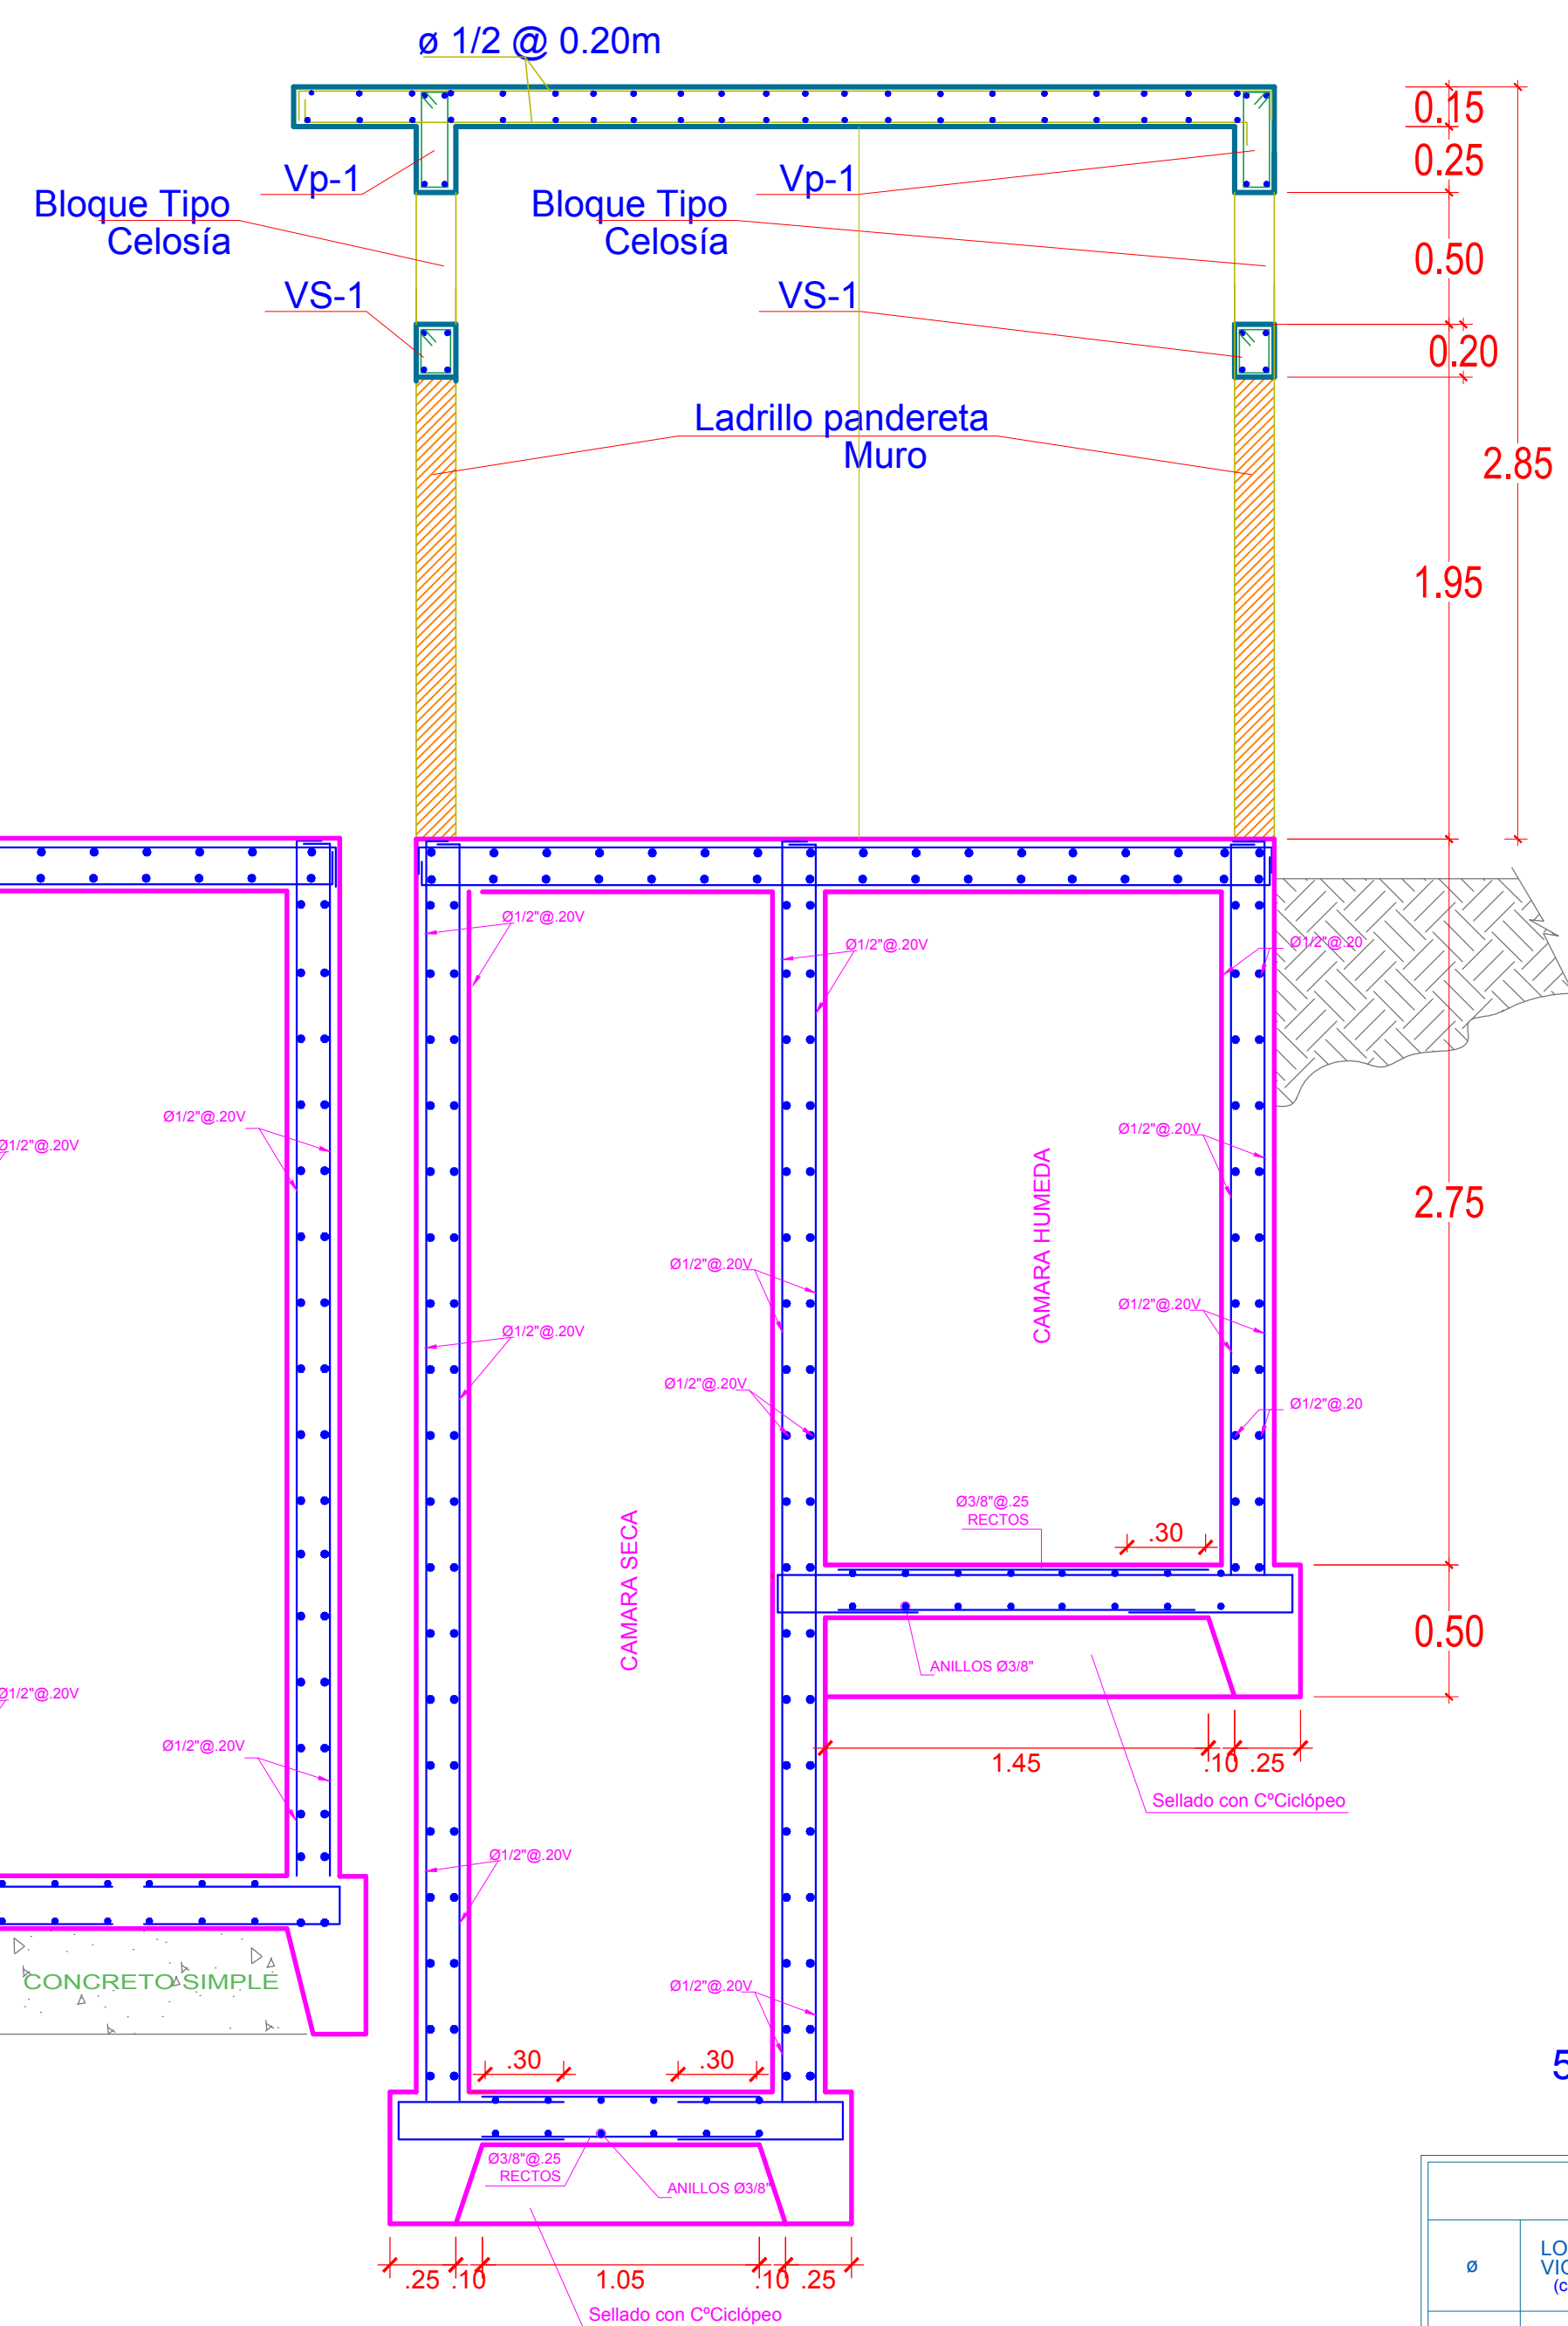 ø 1/2 @ 0.20m
0.15
0.25
Vp-1
Vp-1
Bloque Tipo
Celosía
Bloque Tipo
Celosía
0.50
VS-1
VS-1
0.20
Ladrillo pandereta
Muro
2.85
1.95
Ø1/2"@.20V
Ø1/2"@.20V
Ø1/2"@.20
Ø1/2"@.20V
Ø1/2"@.20V
Ø1/2"@.20V
CAMARA HUMEDA
2.75
Ø1/2"@.20V
Ø1/2"@.20V
Ø1/2"@.20V
Ø1/2"@.20V
Ø1/2"@.20
Ø3/8"@.25
RECTOS
.30
CAMARA SECA
0.50
ANILLOS Ø3/8"
Ø1/2"@.20V
Ø1/2"@.20V
1.45
.10
.25
Sellado con CºCiclópeo
Ø1/2"@.20V
CONCRETO SIMPLE
Ø1/2"@.20V
.30
.30
5
Ø3/8"@.25
RECTOS
ANILLOS Ø3/8"
.25
.10
1.05
.10
.25
Sellado con CºCiclópeo
ø